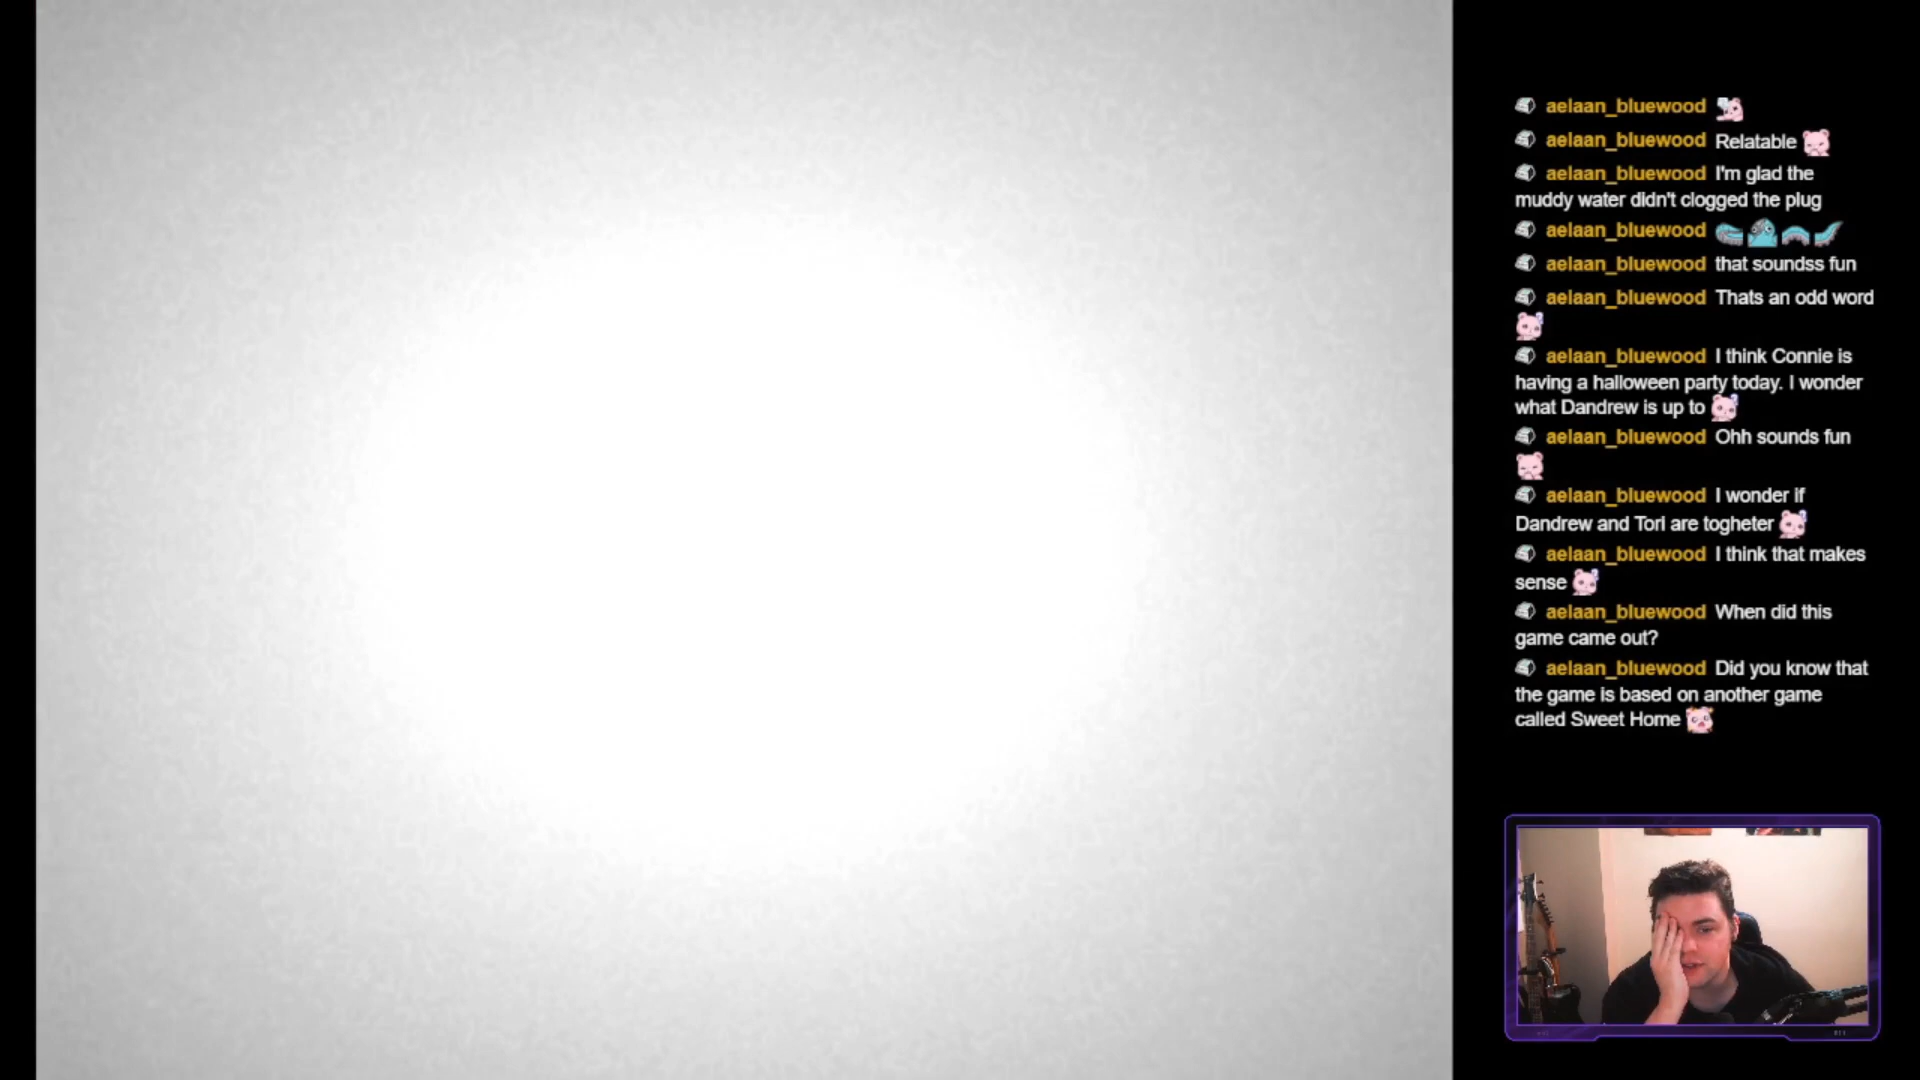 aelaan_bluewood
aelaan_bluewood Relatable
aelaan_bluewood I'm glad the
muddy water didn't clogged the plug
aelaan_bluewood
aelaan_bluewood that soundss fun
aelaan_bluewood Thats an odd word
aelaan_bluewood I think Connie is
having a halloween party today. I wonder
what Dandrew is up to
aelaan_bluewood Ohh sounds fun
aelaan_bluewood I wonder if
Dandrew and Tori are togheter
aelaan_bluewood I think that makes
sense
aelaan_bluewood When did this
game came out?
aelaan_bluewood Did you know that
the game is based on another game
called Sweet Home